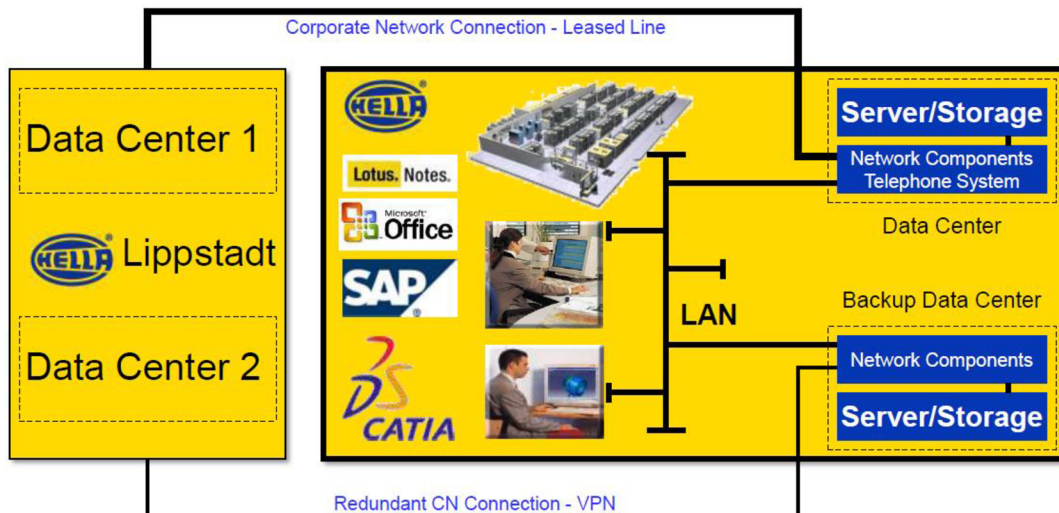 Corporate Network Connection - Leased Line
Data Center 1
HELLA® Lippstadt
Data Center 2
HELLA®
Lotus. Notes.
Microsoft®
Office
SAP®
CATIA
LAN
Server/Storage
Network Components
Telephone System
Data Center
Backup Data Center
Network Components
Server/Storage
Redundant CN Connection - VPN